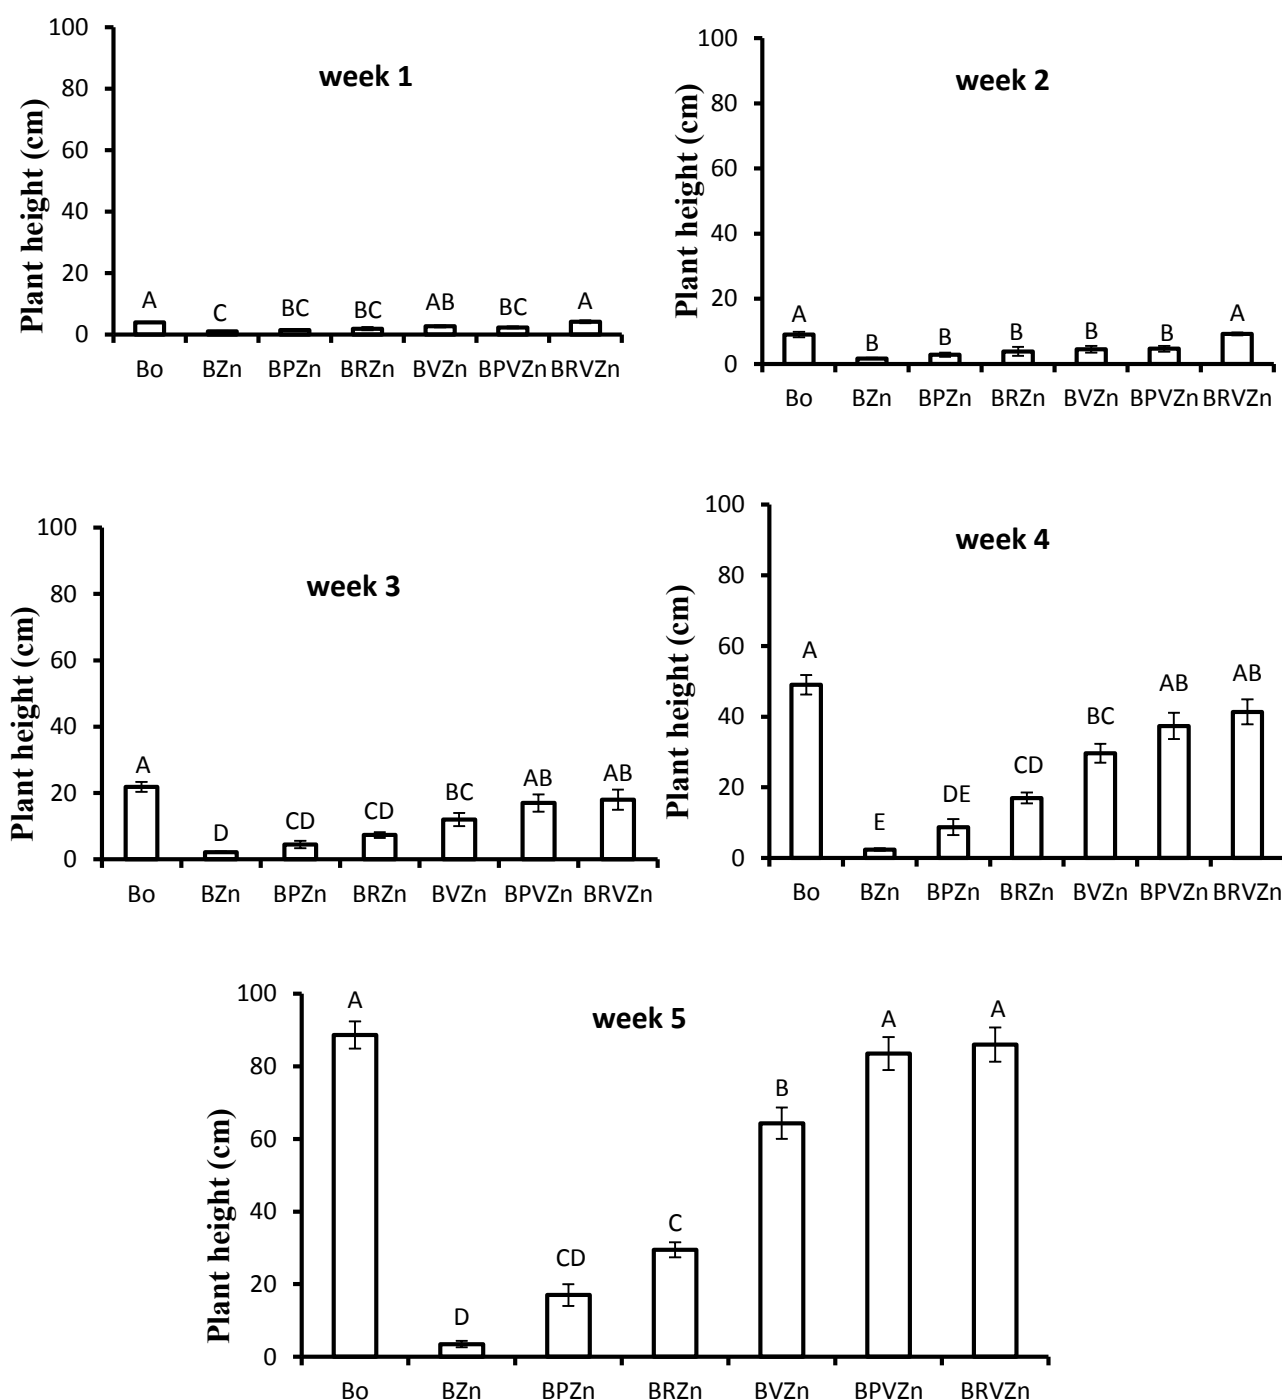 week 1
Plant height (cm)
100
80
60
40
20
0
A C BC BC AB BC A
Bo BZn BPZn BRZn BVZn BPVZn BRVZn
week 2
Plant height (cm)
100
80
60
40
20
0
A B B B B B A
Bo BZn BPZn BRZn BVZn BPVZn BRVZn
week 3
Plant height (cm)
100
80
60
40
20
0
A D CD CD BC AB AB
Bo BZn BPZn BRZn BVZn BPVZn BRVZn
week 4
Plant height (cm)
100
80
60
40
20
0
A E DE CD BC AB AB
Bo BZn BPZn BRZn BVZn BPVZn BRVZn
week 5
Plant height (cm)
100
80
60
40
20
0
A D CD C B A A
Bo BZn BPZn BRZn BVZn BPVZn BRVZn